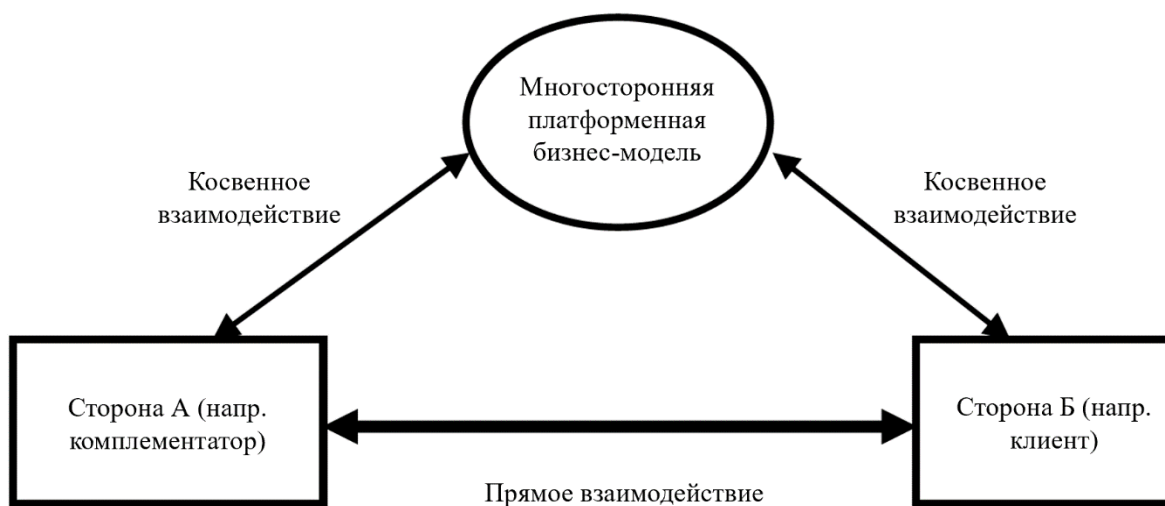 Многосторонняя
платформенная
бизнес-модель
Косвенное
взаимодействие
Косвенное
взаимодействие
Сторона А (напр.
комплементатор)
Сторона Б (напр.
клиент)
Прямое взаимодействие